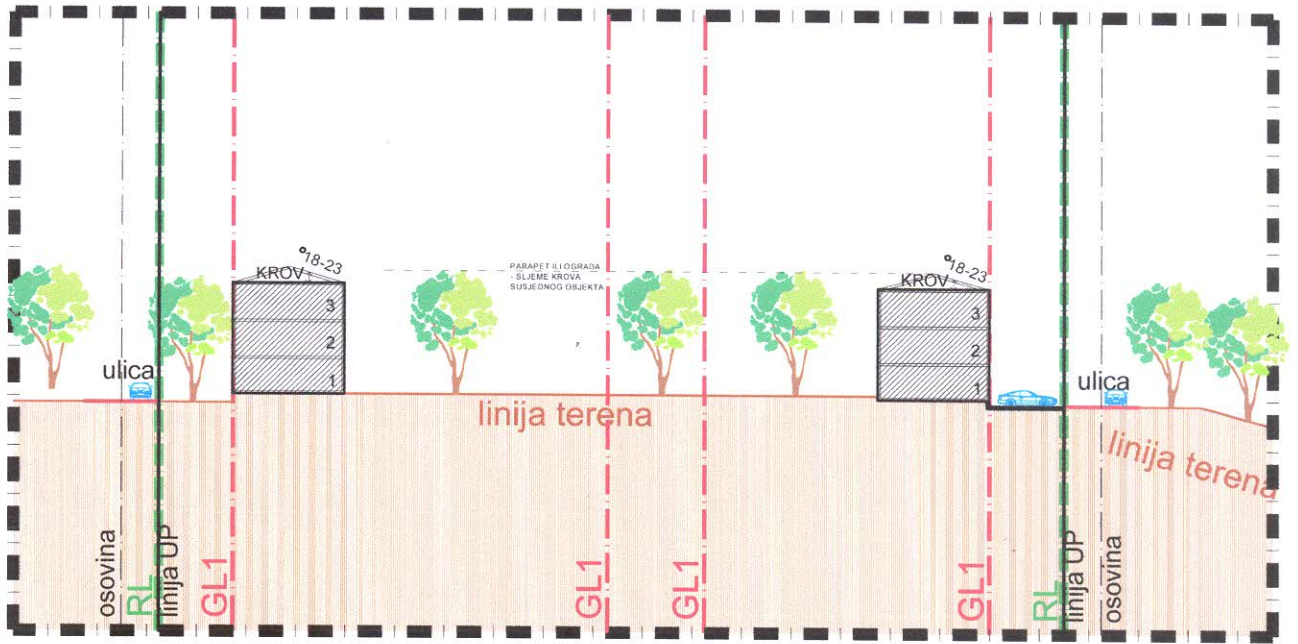 °18-23
KROV
3
2
1
ulica
PARAPET ILI OGRADA
- SLJEME KROVA
SUSJEDNOG OBJEKTA
°18-23
KROV
3
2
1
ulica
linija terena
linija terena
osovina
RL
linija UP
GL1
GL1
GL1
GL1
RL
linija UP
osovina